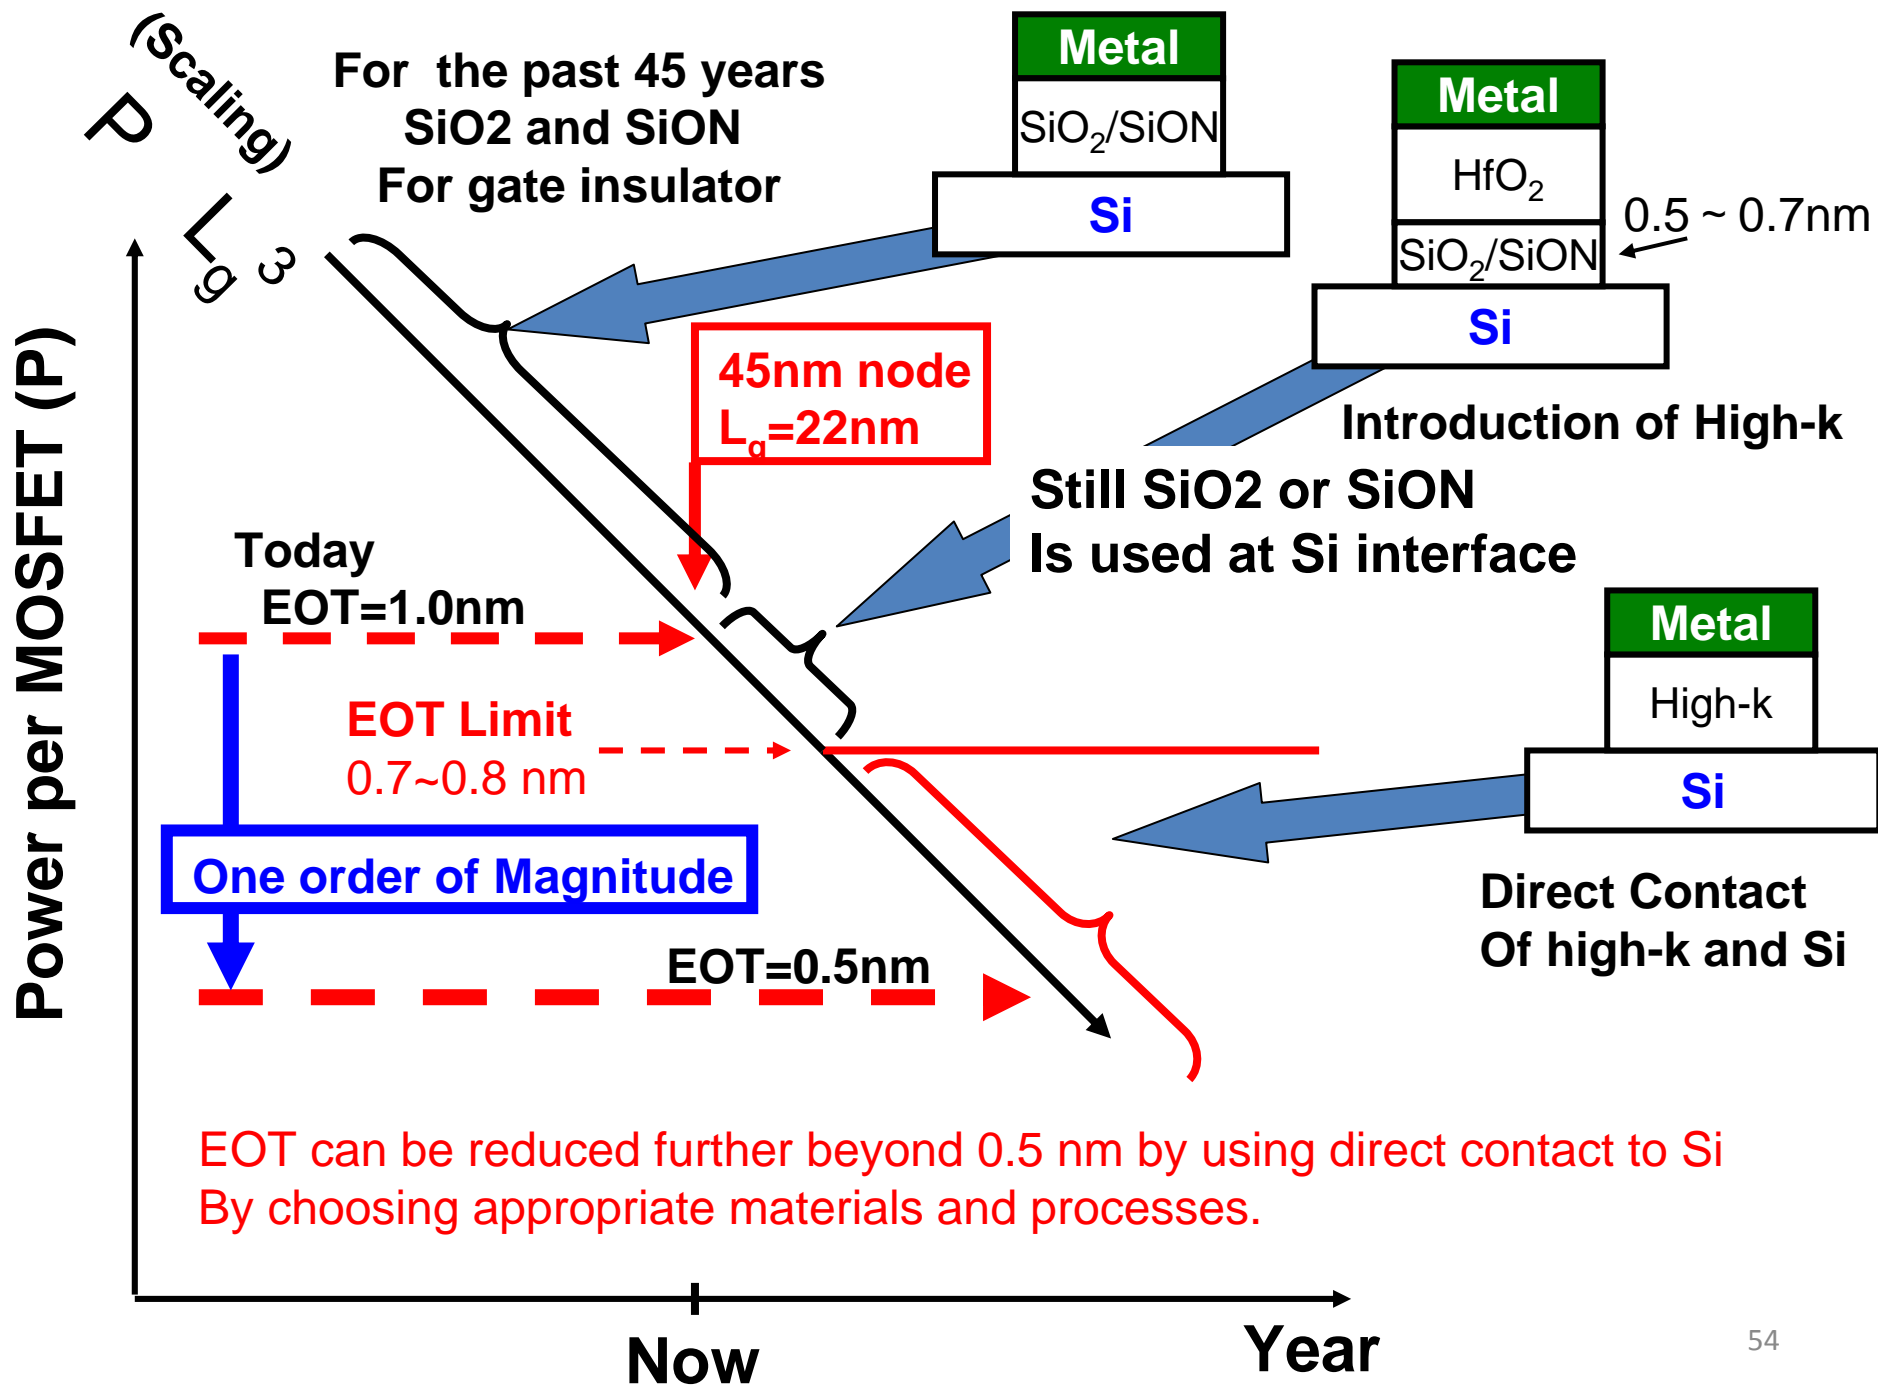 (Scaling)
P
Lg 3
For the past 45 years
SiO2 and SiON
For gate insulator
Metal
SiO2/SiON
Si
Metal
HfO2
SiO2/SiON
Si
0.5 ~ 0.7nm
Introduction of High-k
Still SiO2 or SiON
Is used at Si interface
45nm node
Lg=22nm
Power per MOSFET (P)
Today
EOT=1.0nm
EOT Limit
0.7~0.8 nm
One order of Magnitude
EOT=0.5nm
Metal
High-k
Si
Direct Contact
Of high-k and Si
EOT can be reduced further beyond 0.5 nm by using direct contact to Si
By choosing appropriate materials and processes.
Now
Year
54